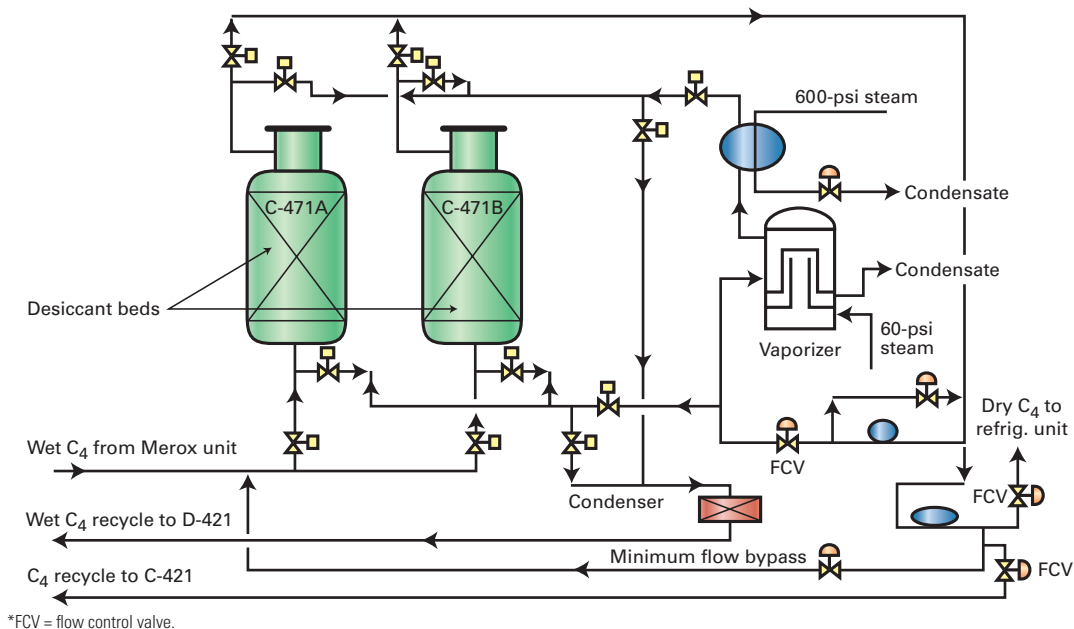 600-psi steam
Condensate
C-471A
C-471B
Condensate
Desiccant beds
60-psi
steam
Vaporizer
Dry C₄ to
refrig. unit
Wet C₄ from Merox unit
FCV
Condenser
FCV
Wet C₄ recycle to D-421
Minimum flow bypass
FCV
C₄ recycle to C-421
*FCV = flow control valve.